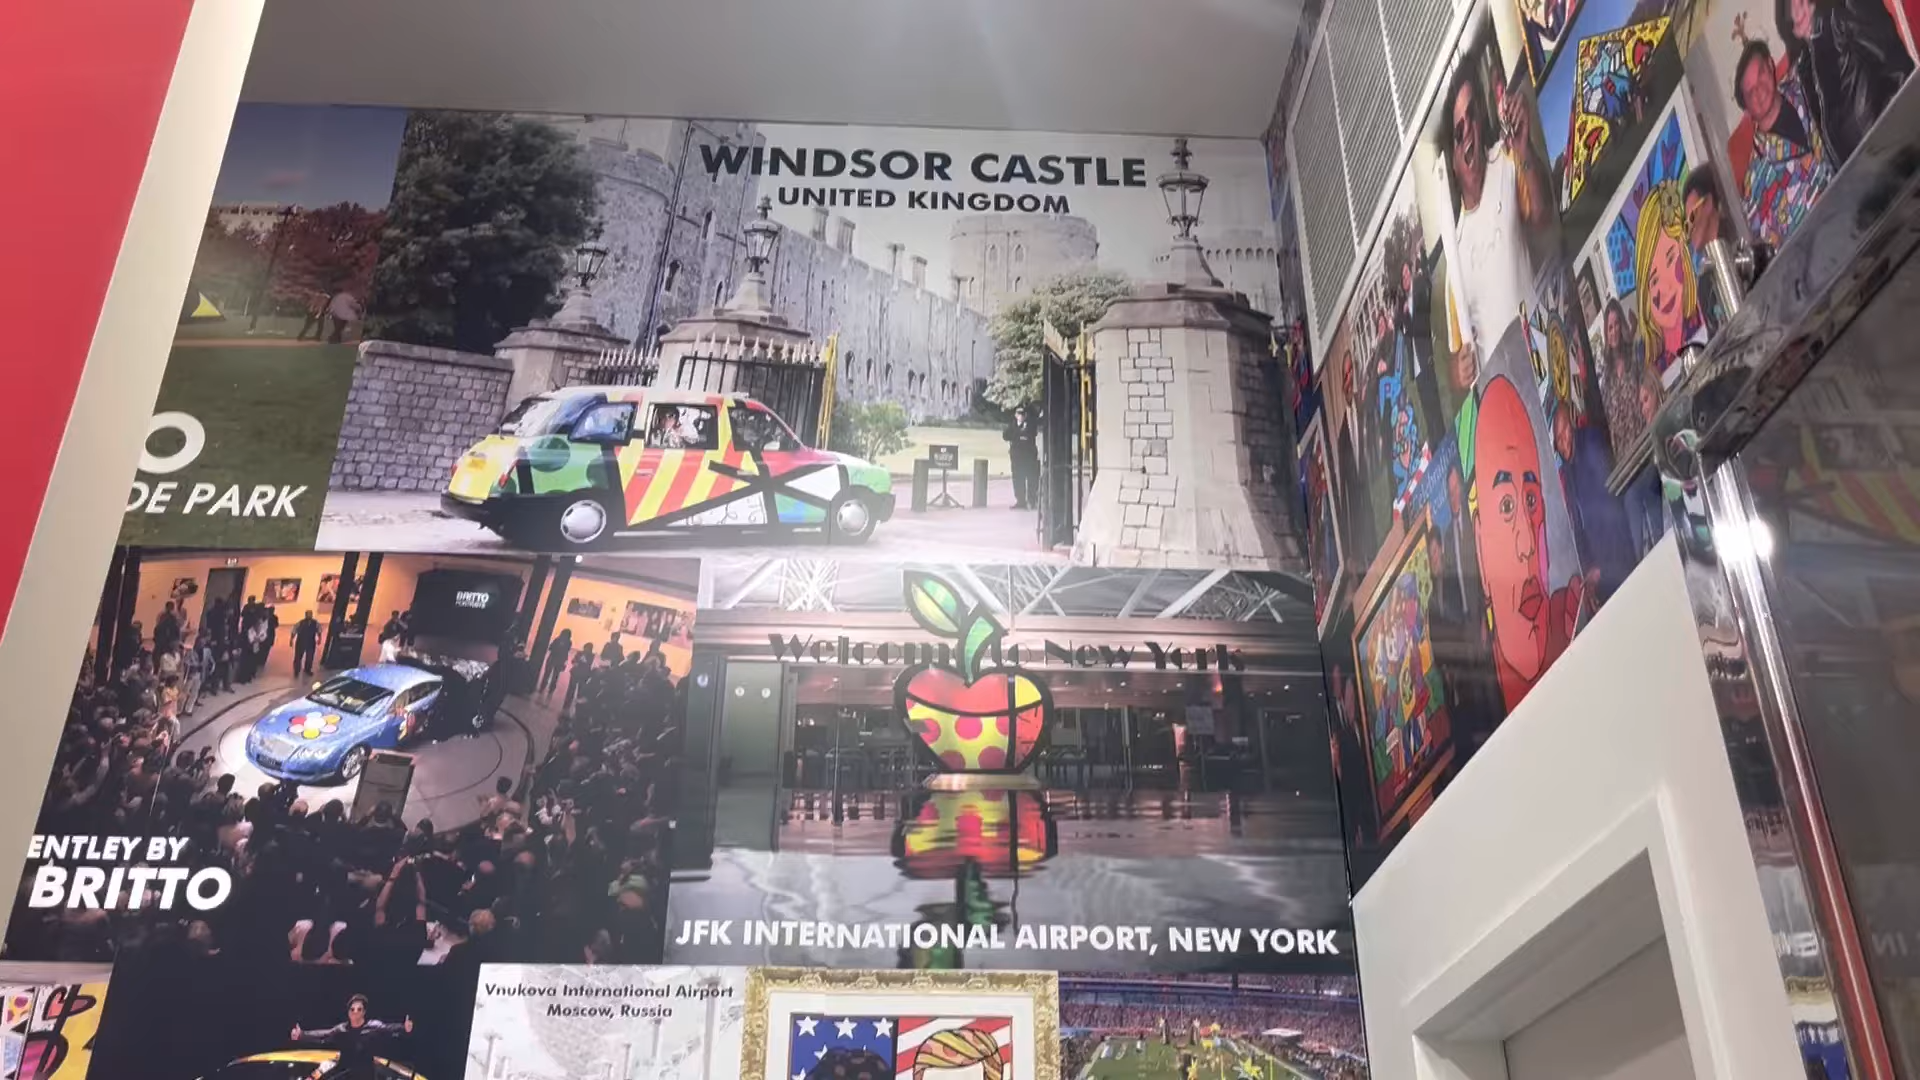 WINDSOR CASTLE
UNITED KINGDOM
O
DE PARK
BRITTO
Welcome to New York
ENTLEY BY
BRITTO
JFK INTERNATIONAL AIRPORT, NEW YORK
Vnukova International Airport
Moscow, Russia